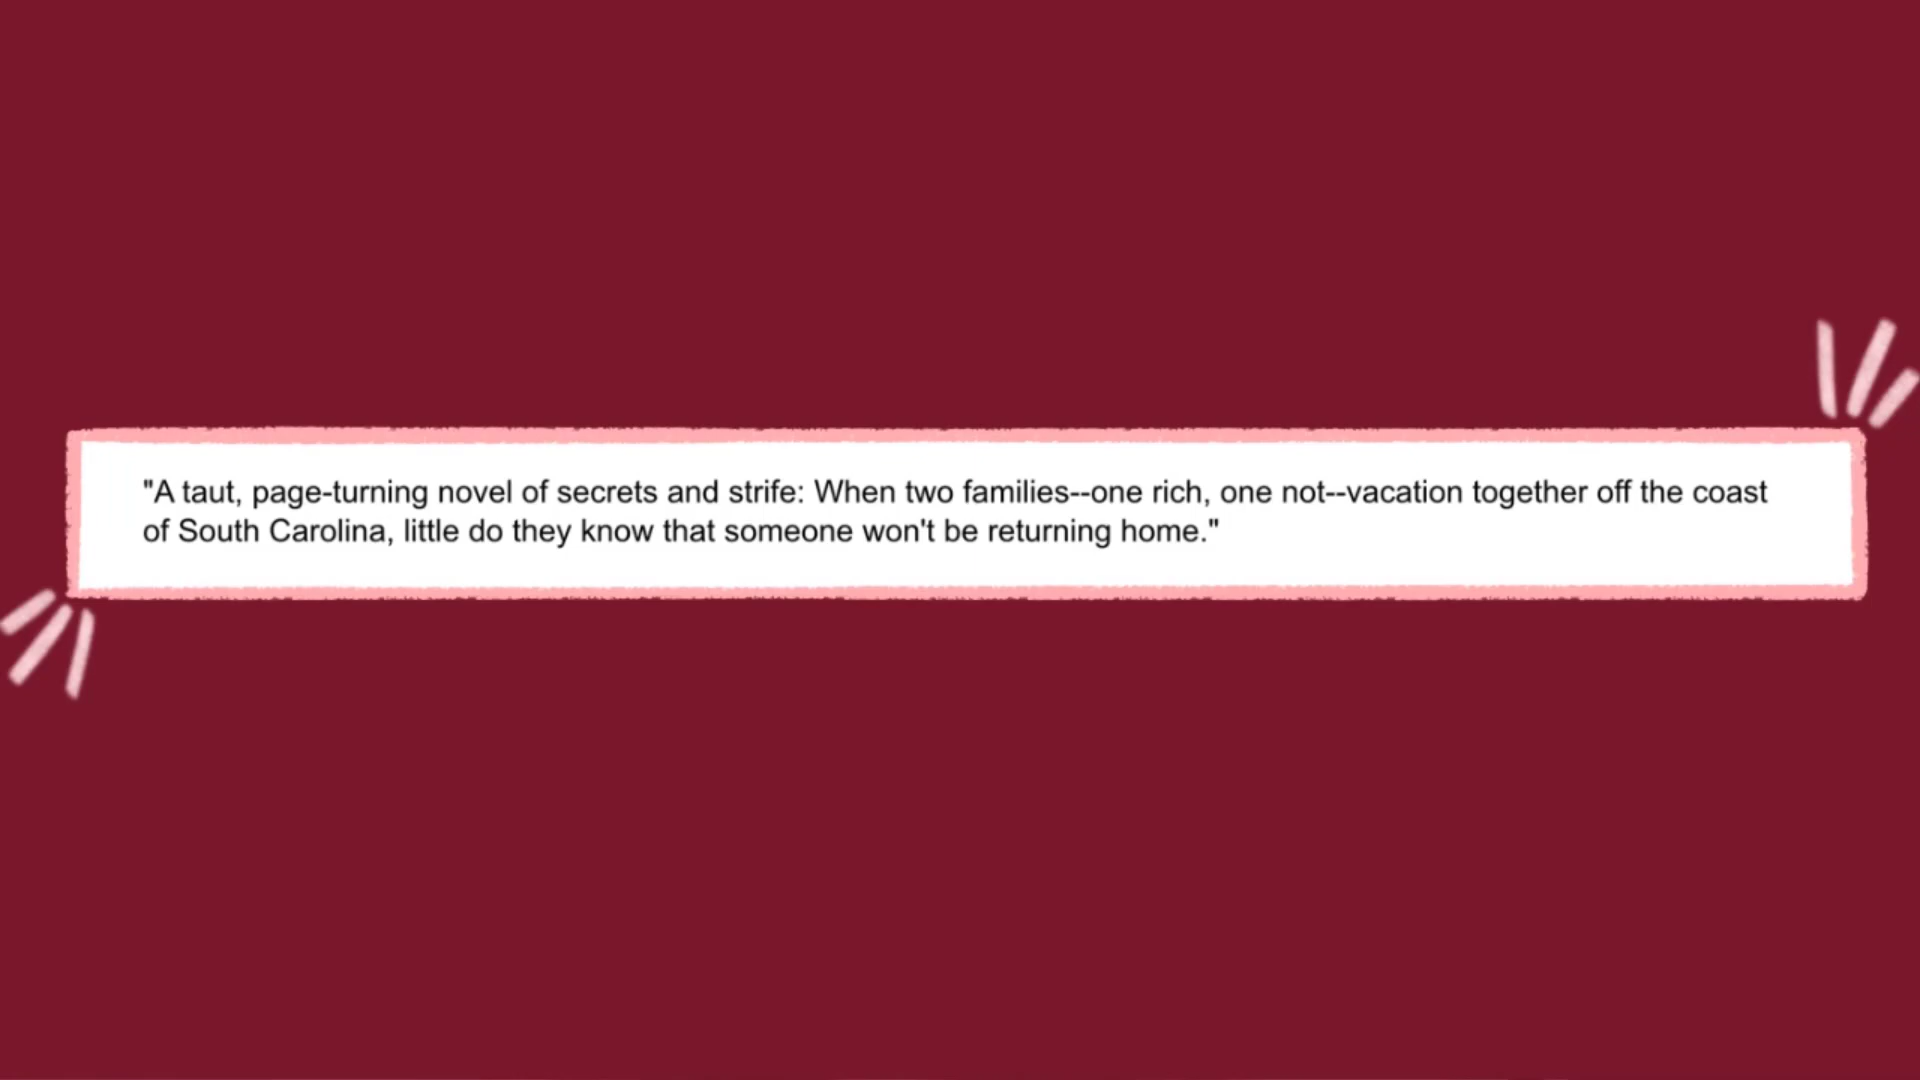 "A taut, page-turning novel of secrets and strife: When two families--one rich, one not--vacation together off the coast
of South Carolina, little do they know that someone won't be returning home."